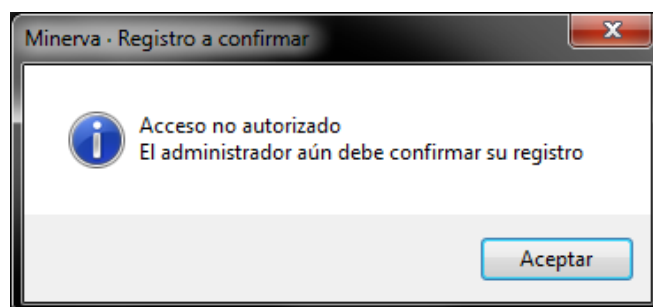 Minerva · Registro a confirmar
Acceso no autorizado
El administrador aún debe confirmar su registro
Aceptar